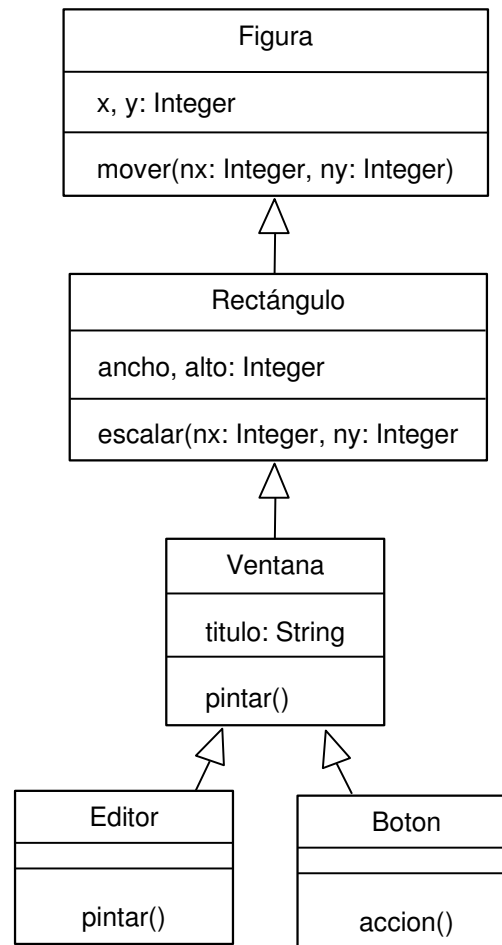 Figura
x, y: Integer
mover(nx: Integer, ny: Integer)
Rectángulo
ancho, alto: Integer
escalar(nx: Integer, ny: Integer
Ventana
titulo: String
pintar()
Editor
pintar()
Boton
accion()